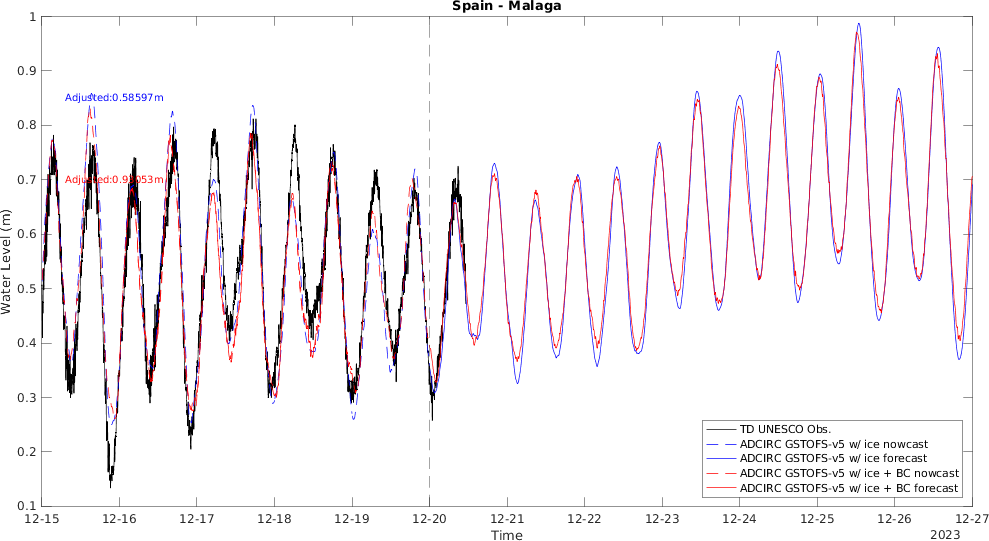 Spain - Malaga
1
0.9
0.8
0.7
0.6
0.5
0.4
0.3
0.2
0.1
Water Level (m)
Adjusted:0.58597m
TD UNESCO Obs.
ADCIRC GSTOFS-v5 w/ ice nowcast
ADCIRC GSTOFS-v5 w/ ice forecast
ADCIRC GSTOFS-v5 w/ ice + BC nowcast
ADCIRC GSTOFS-v5 w/ ice + BC forecast
12-15 12-16 12-17 12-18 12-19 12-20 12-21 12-22 12-23 12-24 12-25 12-26 12-27
Time
2023